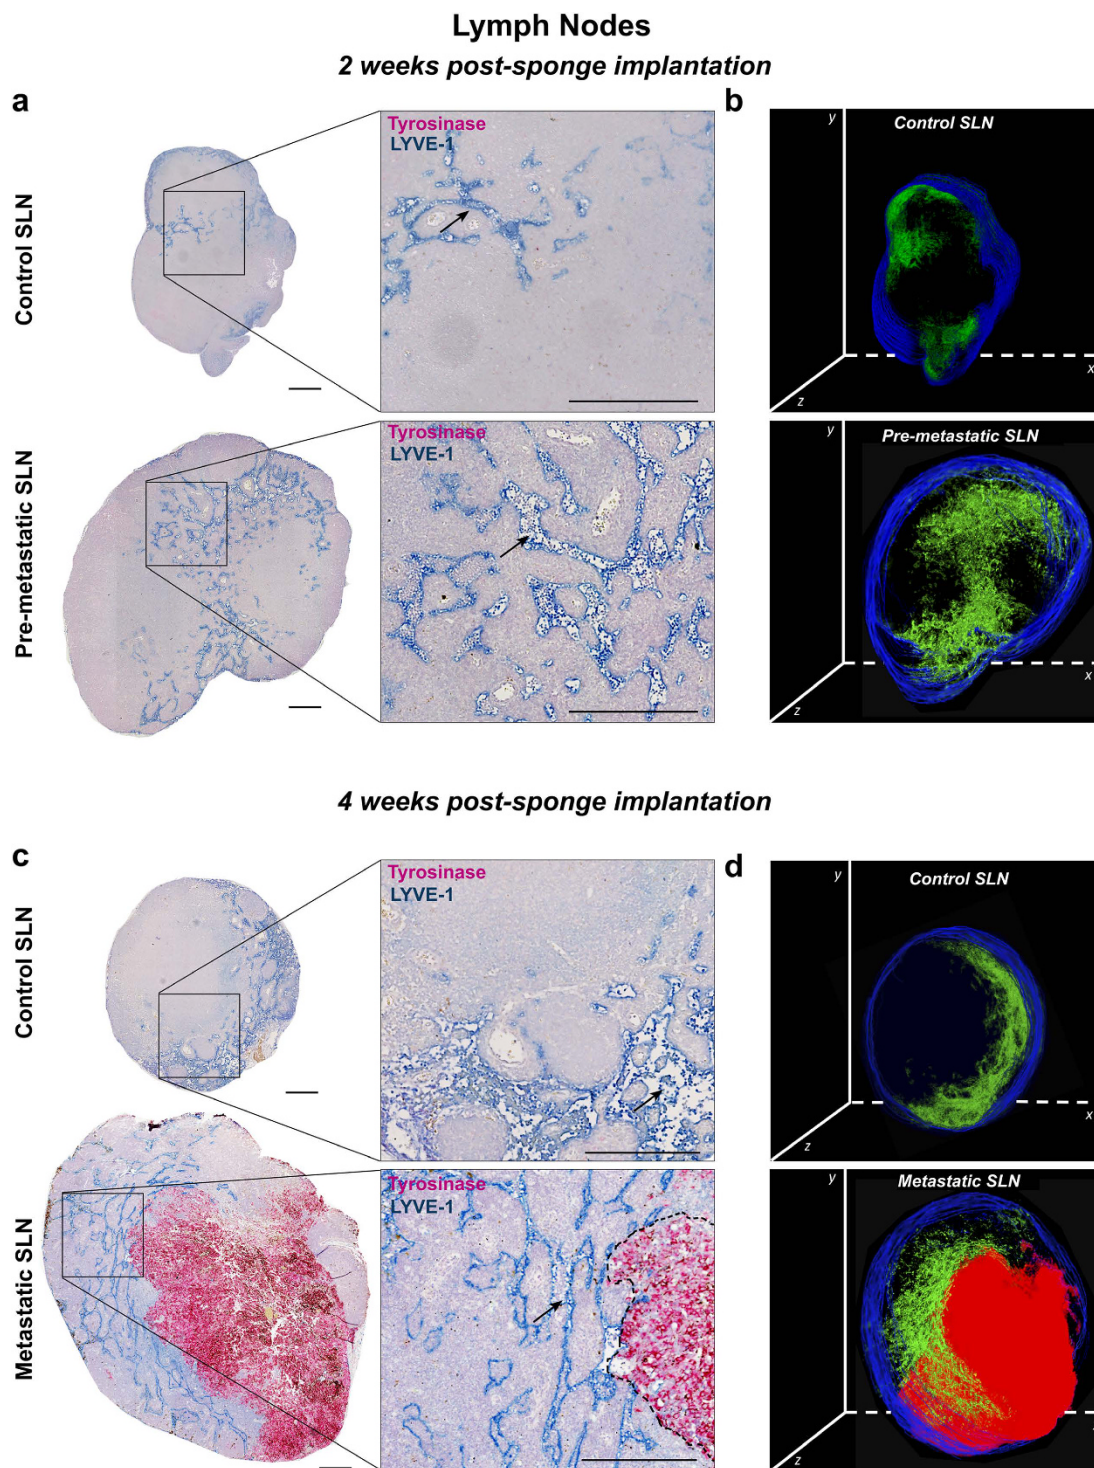 Lymph Nodes
2 weeks post-sponge implantation
a
b
Control SLN
Tyrosinase
LYVE-1
y
Control SLN
x
z
Pre-metastatic SLN
Tyrosinase
LYVE-1
y
Pre-metastatic SLN
x
z
4 weeks post-sponge implantation
c
d
Control SLN
Tyrosinase
LYVE-1
y
Control SLN
x
z
Metastatic SLN
Tyrosinase
LYVE-1
y
Metastatic SLN
z